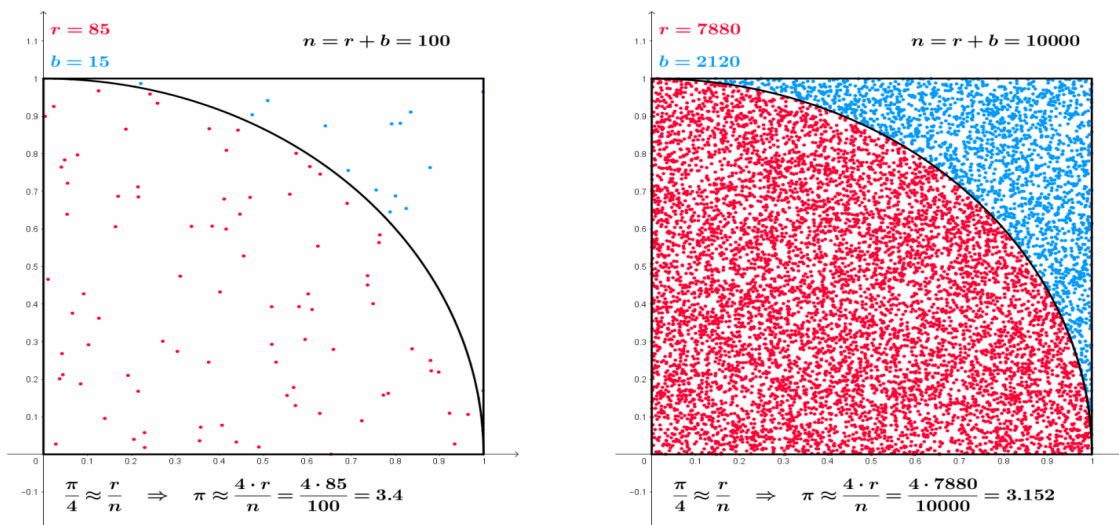 r = 85
n = r + b = 100
b = 15
1.1
1
0.9
0.8
0.7
0.6
0.5
0.4
0.3
0.2
0.1
0 0.1 0.2 0.3 0.4 0.5 0.6 0.7 0.8 0.9 1
−0.1
π/4 ≈ r/n ⇒ π ≈ 4 · r/n = 4 · 85/100 = 3.4
r = 7880
n = r + b = 10000
b = 2120
1.1
1
0.9
0.8
0.7
0.6
0.5
0.4
0.3
0.2
0.1
0 0.1 0.2 0.3 0.4 0.5 0.6 0.7 0.8 0.9 1
−0.1
π/4 ≈ r/n ⇒ π ≈ 4 · r/n = 4 · 7880/10000 = 3.152